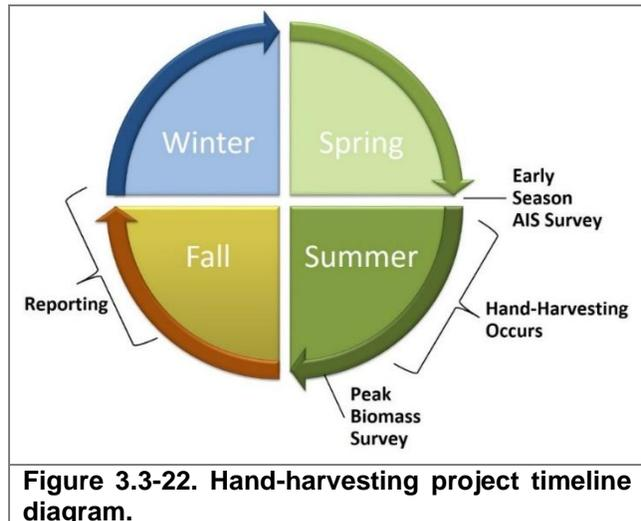 Winter
Spring
Early
Season
AIS Survey
Fall
Summer
Reporting
Hand-Harvesting
Occurs
Peak
Biomass
Survey
Figure 3.3-22. Hand-harvesting project timeline
diagram.